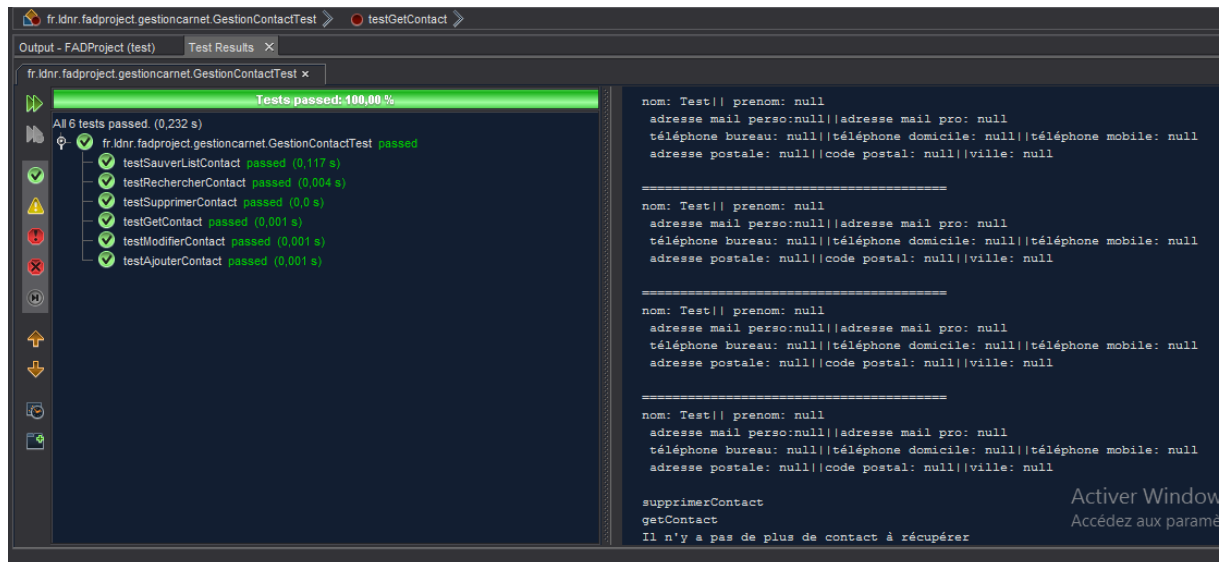 fr.ldnr.fadproject.gestioncarnet.GestionContactTest testGetContact
Output - FADProject (test) Test Results ×
fr.ldnr.fadproject.gestioncarnet.GestionContactTest ×
Tests passed: 100,00 %
All 6 tests passed. (0,232 s)
fr.ldnr.fadproject.gestioncarnet.GestionContactTest passed
testSauverListContact passed (0,117 s)
testRechercherContact passed (0,004 s)
testSupprimerContact passed (0,0 s)
testGetContact passed (0,001 s)
testModifierContact passed (0,001 s)
testAjouterContact passed (0,001 s)
nom: Test|| prenom: null
adresse mail perso:null||adresse mail pro: null
téléphone bureau: null||téléphone domicile: null||téléphone mobile: null
adresse postale: null||code postal: null||ville: null
========================================
nom: Test|| prenom: null
adresse mail perso:null||adresse mail pro: null
téléphone bureau: null||téléphone domicile: null||téléphone mobile: null
adresse postale: null||code postal: null||ville: null
========================================
nom: Test|| prenom: null
adresse mail perso:null||adresse mail pro: null
téléphone bureau: null||téléphone domicile: null||téléphone mobile: null
adresse postale: null||code postal: null||ville: null
========================================
nom: Test|| prenom: null
adresse mail perso:null||adresse mail pro: null
téléphone bureau: null||téléphone domicile: null||téléphone mobile: null
adresse postale: null||code postal: null||ville: null
supprimerContact
getContact
Il n'y a pas de plus de contact à récupérer
Activer Window
Accédez aux paramè